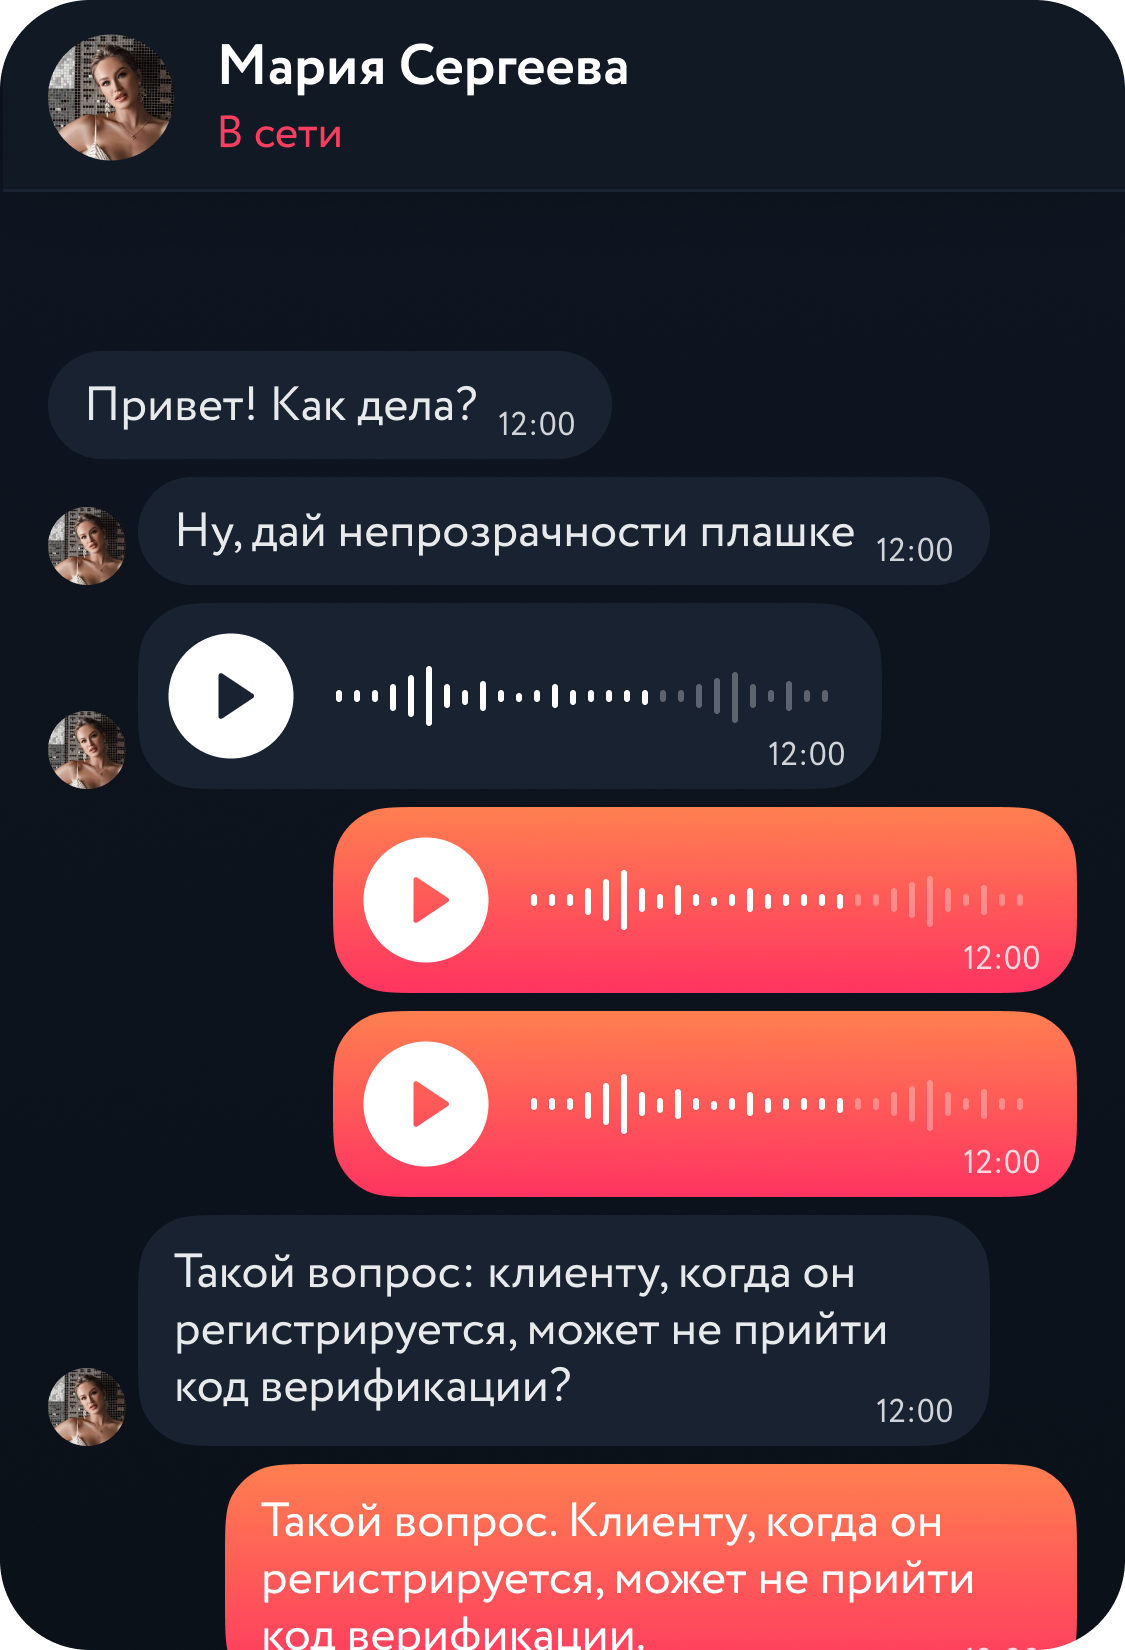 Мария Сергеева
В сети
Привет! Как дела? 12:00
Ну, дай непрозрачности плашке 12:00
12:00
12:00
12:00
Такой вопрос: клиенту, когда он
регистрируется, может не прийти
код верификации?
12:00
Такой вопрос. Клиенту, когда он
регистрируется, может не прийти
код верификации.